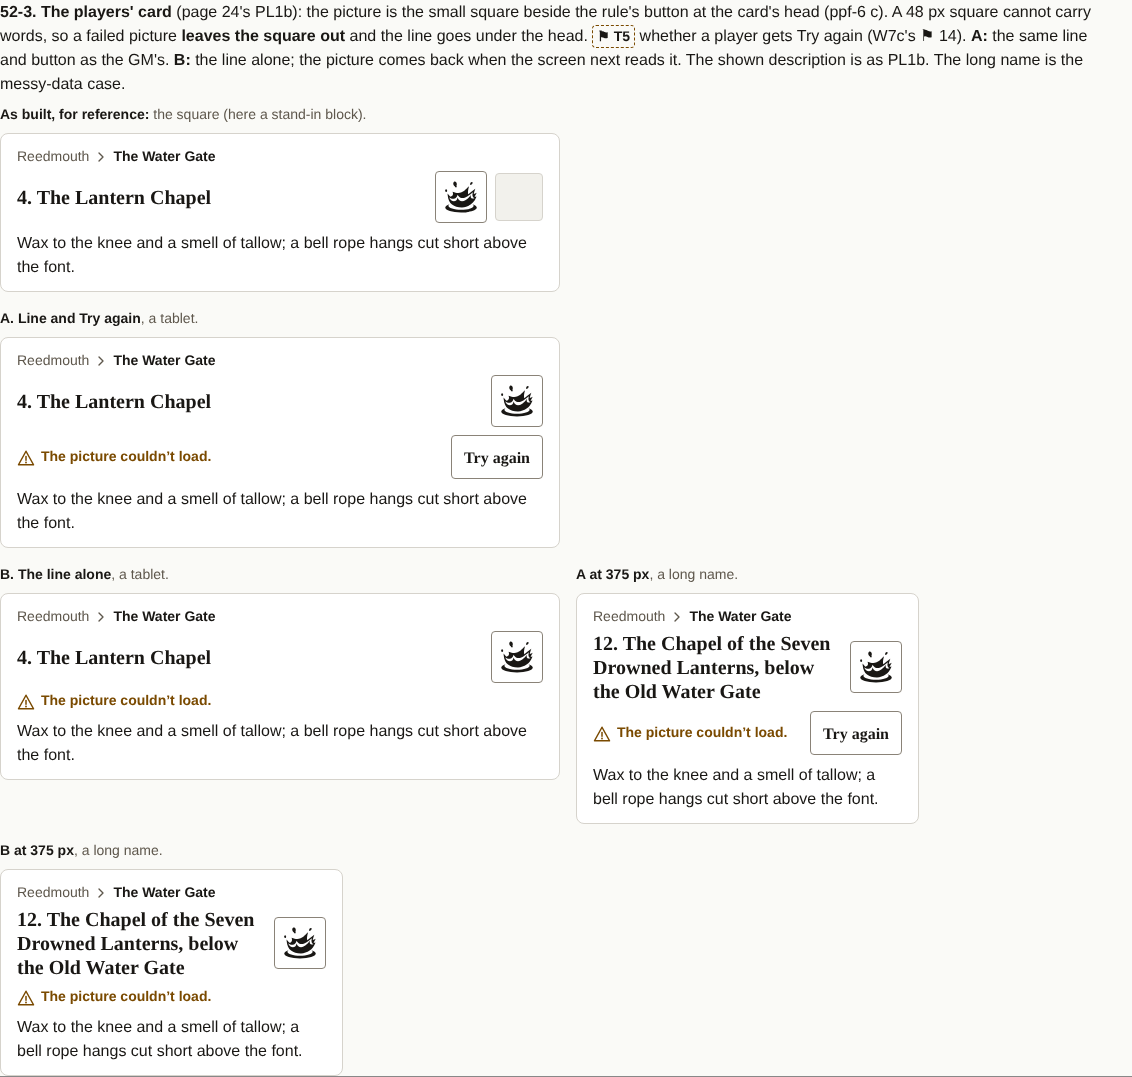 52-3. The players' card (page 24's PL1b): the picture is the small square beside the rule's button at the card's head (ppf-6 c). A 48 px square cannot carry
words, so a failed picture leaves the square out and the line goes under the head. ⚑ T5 whether a player gets Try again (W7c's ⚑ 14). A: the same line
and button as the GM's. B: the line alone; the picture comes back when the screen next reads it. The shown description is as PL1b. The long name is the
messy-data case.
As built, for reference: the square (here a stand-in block).
Reedmouth > The Water Gate
4. The Lantern Chapel
Wax to the knee and a smell of tallow; a bell rope hangs cut short above
the font.
A. Line and Try again, a tablet.
Reedmouth > The Water Gate
4. The Lantern Chapel
The picture couldn’t load.
Try again
Wax to the knee and a smell of tallow; a bell rope hangs cut short above
the font.
B. The line alone, a tablet.
Reedmouth > The Water Gate
4. The Lantern Chapel
The picture couldn’t load.
Wax to the knee and a smell of tallow; a bell rope hangs cut short above
the font.
A at 375 px, a long name.
Reedmouth > The Water Gate
12. The Chapel of the Seven
Drowned Lanterns, below
the Old Water Gate
The picture couldn’t load.
Try again
Wax to the knee and a smell of tallow; a
bell rope hangs cut short above the font.
B at 375 px, a long name.
Reedmouth > The Water Gate
12. The Chapel of the Seven
Drowned Lanterns, below
the Old Water Gate
The picture couldn’t load.
Wax to the knee and a smell of tallow; a
bell rope hangs cut short above the font.